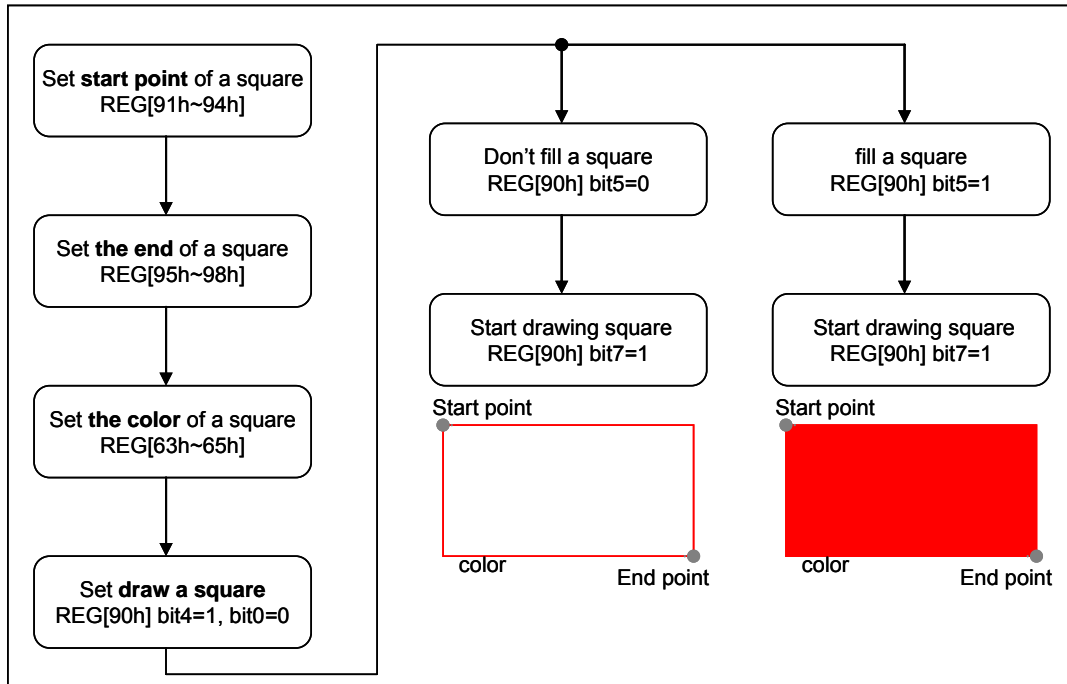 Set start point of a square
REG[91h~94h]
Set the end of a square
REG[95h~98h]
Set the color of a square
REG[63h~65h]
Set draw a square
REG[90h] bit4=1, bit0=0
Don't fill a square
REG[90h] bit5=0
Start drawing square
REG[90h] bit7=1
Start point
color
End point
fill a square
REG[90h] bit5=1
Start drawing square
REG[90h] bit7=1
Start point
color
End point